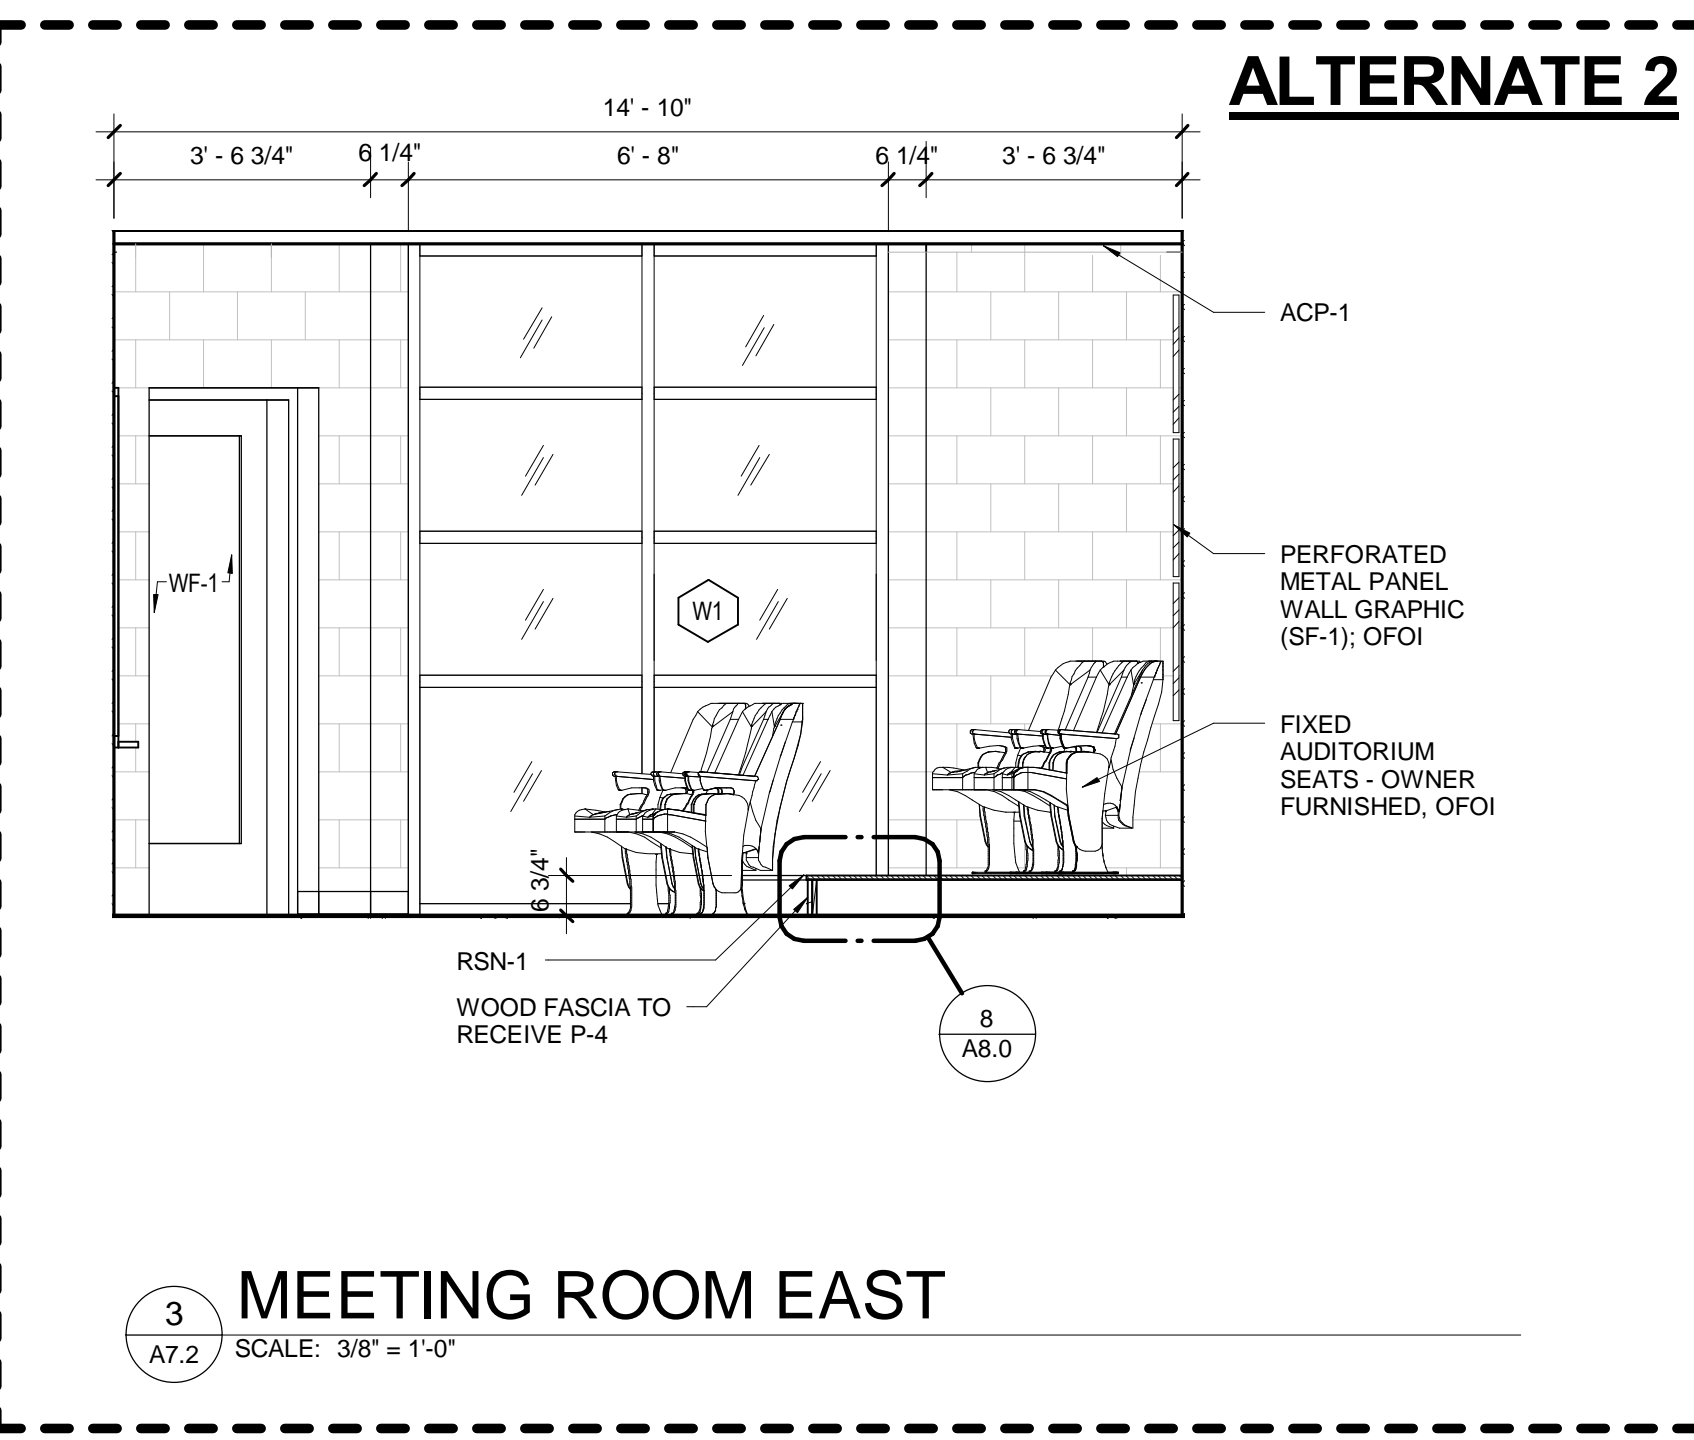 ALTERNATE 2
14' - 10"
3' - 6 3/4"
6 1/4"
6' - 8"
6 1/4"
3' - 6 3/4"
ACP-1
PERFORATED
METAL PANEL
WALL GRAPHIC
(SF-1); OFOI
WF-1
W1
FIXED
AUDITORIUM
SEATS - OWNER
FURNISHED, OFOI
6 3/4"
RSN-1
WOOD FASCIA TO
RECEIVE P-4
8
A8.0
3
A7.2
MEETING ROOM EAST
SCALE: 3/8" = 1'-0"